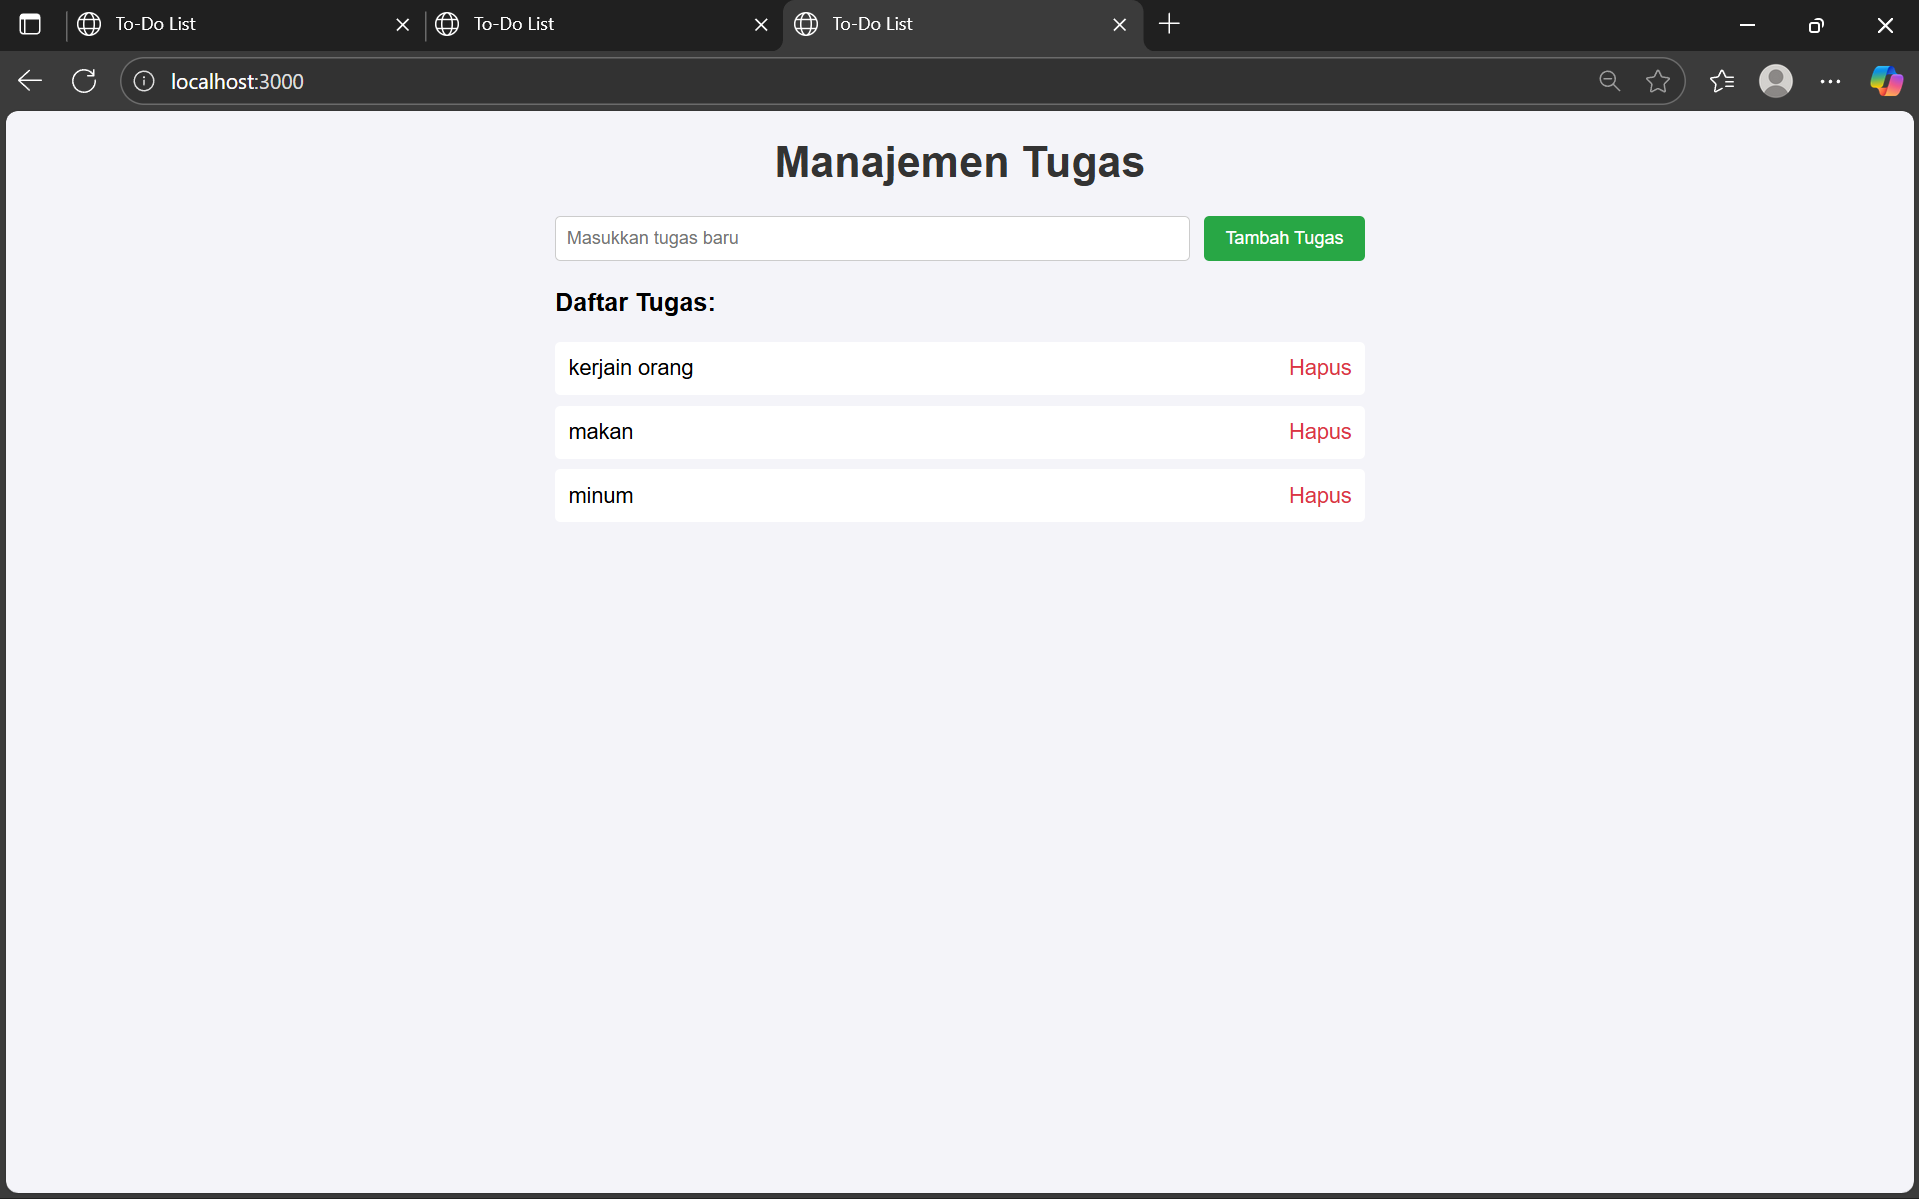 To-Do List
To-Do List
To-Do List
localhost:3000
Manajemen Tugas
Masukkan tugas baru
Tambah Tugas
Daftar Tugas:
kerjain orang
Hapus
makan
Hapus
minum
Hapus